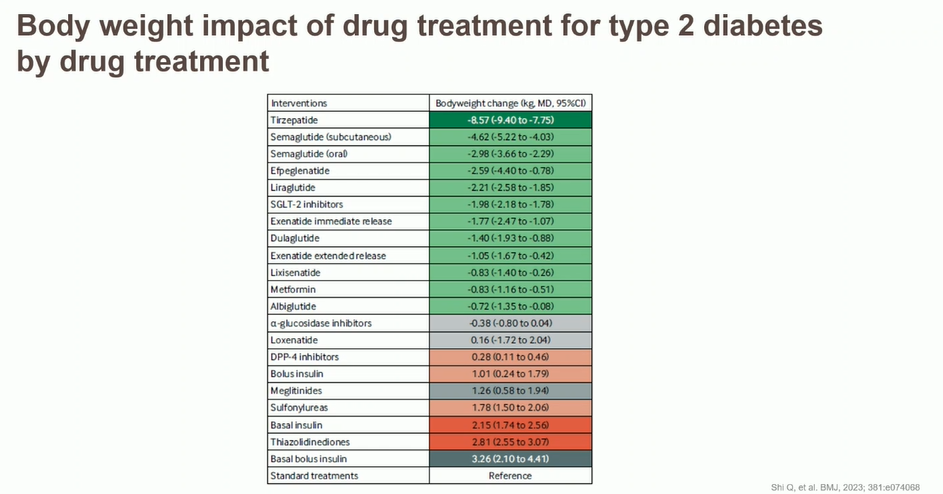 Body weight impact of drug treatment for type 2 diabetes
by drug treatment
Interventions Bodyweight change (kg, MD, 95%CI)
Tirzepatide -8.57 (-9.40 to -7.75)
Semaglutide (subcutaneous) -4.62 (-5.22 to -4.03)
Semaglutide (oral) -2.98 (-3.66 to -2.29)
Efpeglenatide -2.59 (-4.40 to -0.78)
Liraglutide -2.21 (-2.58 to -1.85)
SGLT-2 inhibitors -1.98 (-2.18 to -1.78)
Exenatide immediate release -1.77 (-2.47 to -1.07)
Dulaglutide -1.40 (-1.93 to -0.88)
Exenatide extended release -1.05 (-1.67 to -0.42)
Lixisenatide -0.83 (-1.40 to -0.26)
Metformin -0.83 (-1.16 to -0.51)
Albiglutide -0.72 (-1.35 to -0.08)
α-glucosidase inhibitors -0.38 (-0.80 to 0.04)
Loxenatide 0.16 (-1.72 to 2.04)
DPP-4 inhibitors 0.28 (0.11 to 0.46)
Bolus insulin 1.01 (0.24 to 1.79)
Meglitinides 1.26 (0.58 to 1.94)
Sulfonylureas 1.78 (1.50 to 2.06)
Basal insulin 2.15 (1.74 to 2.56)
Thiazolidinediones 2.81 (2.55 to 3.07)
Basal bolus insulin 3.26 (2.10 to 4.41)
Standard treatments Reference
Shi Q, et al. BMJ, 2023; 381:e074068